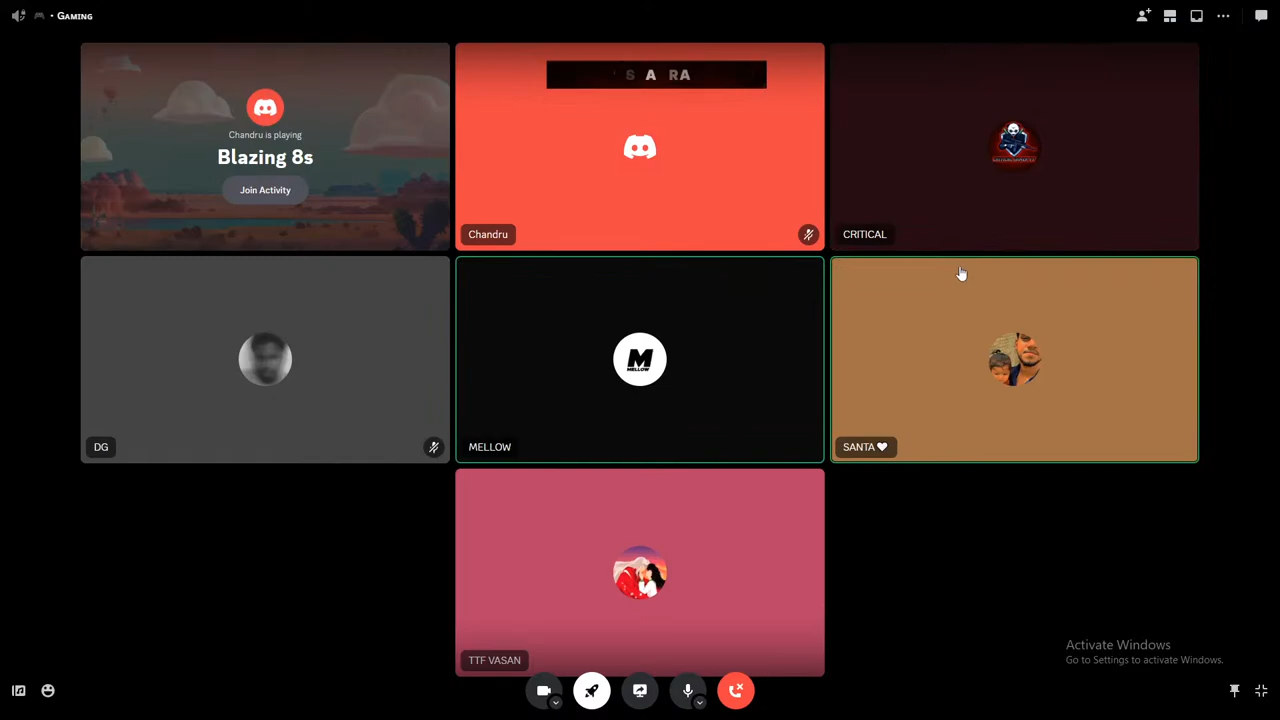 • GAMING
Chandru is playing
Blazing 8s
Join Activity
S A RA
Chandru
CRITICAL
DG
M
MELLOW
MELLOW
SANTA ♥
TTF VASAN
Activate Windows
Go to Settings to activate Windows.